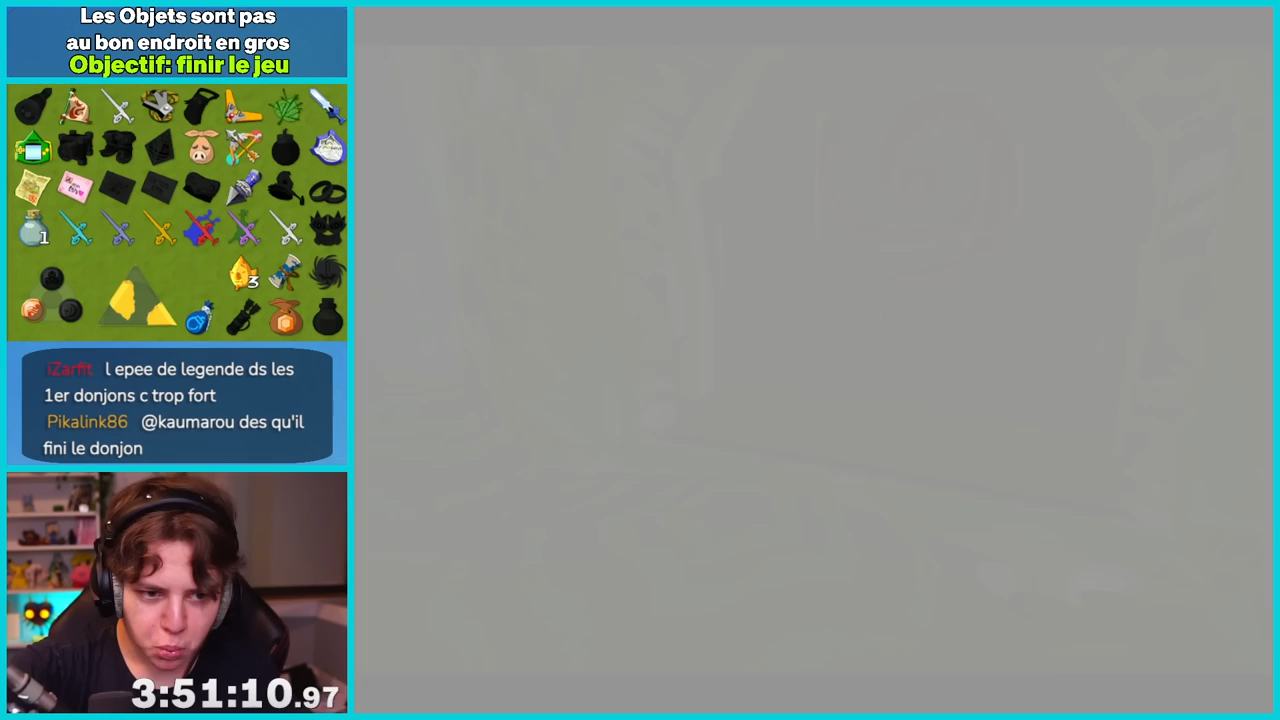 Les Objets sont pas
au bon endroit en gros
Objectif: finir le jeu
1
3
iZarfit l epee de legende ds les
1er donjons c trop fort
Pikalink86 @kaumarou des qu'il
fini le donjon
3:51:10.97